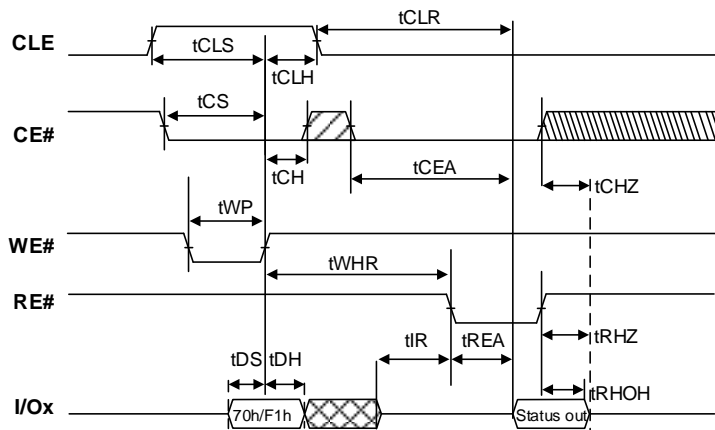 tCLR
CLE
tCLS
tCLH
tCS
CE#
tCH
tCEA
tCHZ
tWP
WE#
tWHR
RE#
tIR
tREA
tRHZ
tDS
tDH
tRHOH
I/Ox
70h/F1h
Status out